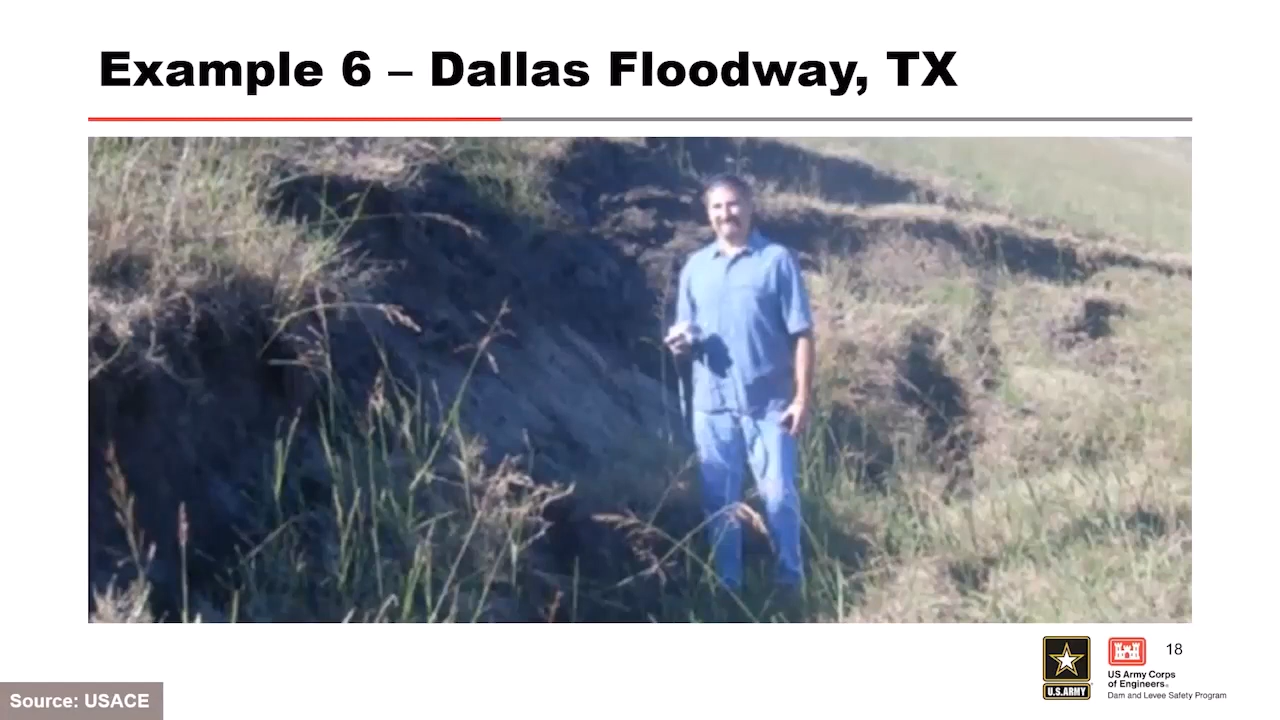 Example 6 – Dallas Floodway, TX
U.S.ARMY
US Army Corps
of Engineers®
18
Dam and Levee Safety Program
Source: USACE